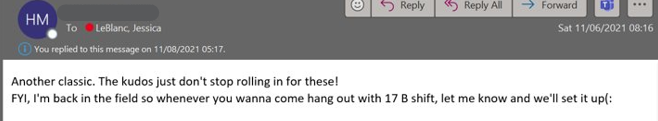 HM
Reply
Reply All
Forward
To LeBlanc, Jessica
Sat 11/06/2021 08:16
You replied to this message on 11/08/2021 05:17.
Another classic. The kudos just don't stop rolling in for these!
FYI, I'm back in the field so whenever you wanna come hang out with 17 B shift, let me know and we'll set it up(: